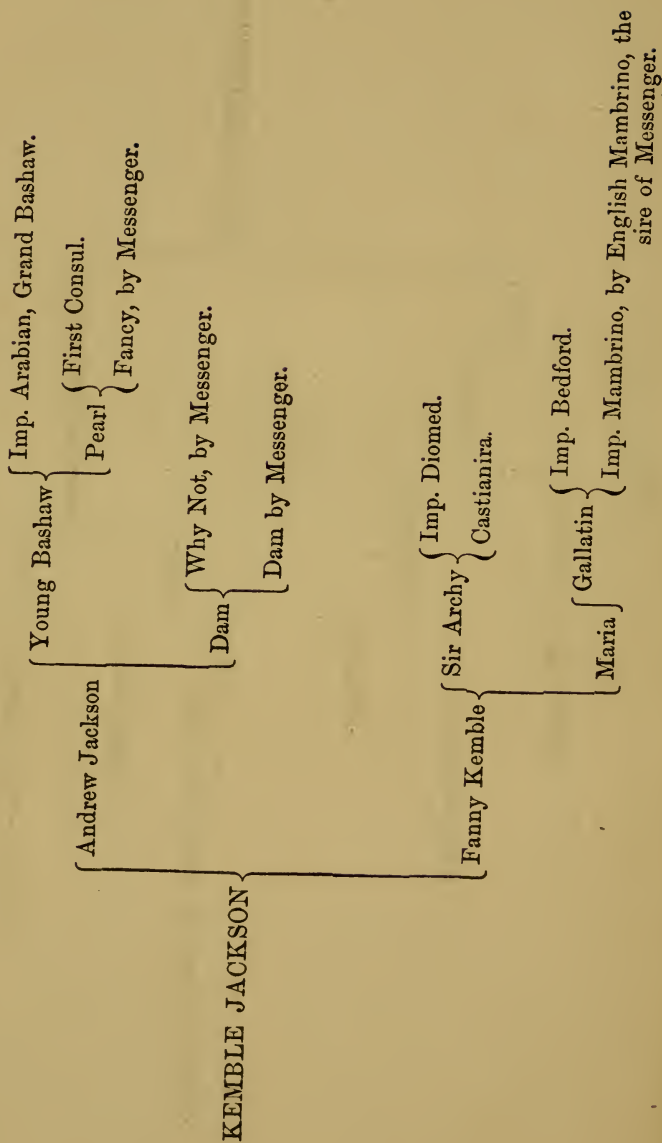 KEMBLE JACKSON
Andrew Jackson
Young Bashaw
Imp. Arabian, Grand Bashaw.
Pearl
First Consul.
Fancy, by Messenger.
Dam
Why Not, by Messenger.
Dam by Messenger.
Fanny Kemble
Sir Archy
Imp. Diomed.
Castianira.
Maria
Gallatin
Imp. Bedford.
Imp. Mambrino, by English Mambrino, the
sire of Messenger.